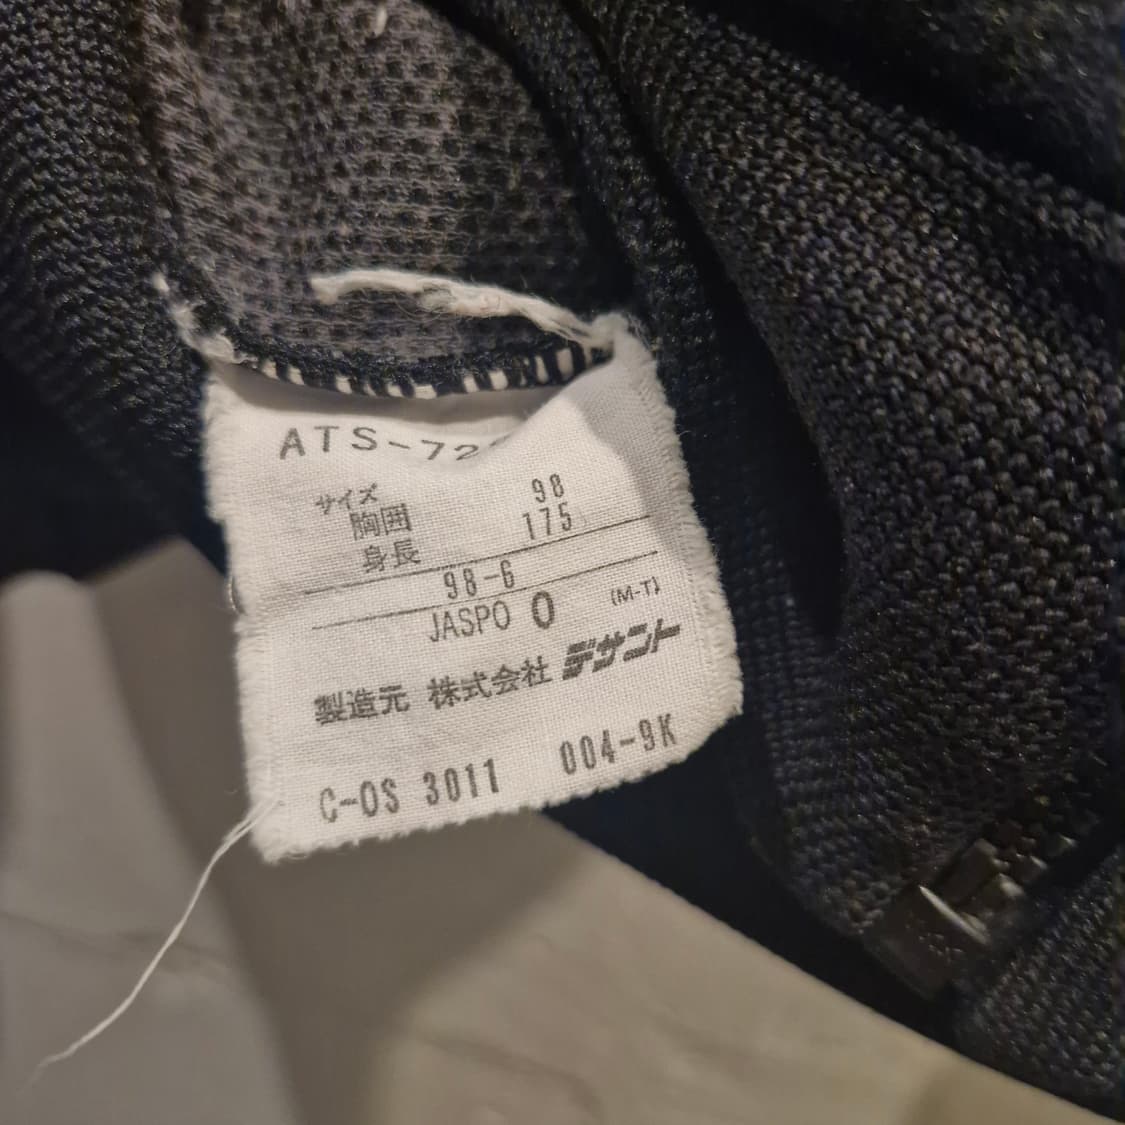 ATS-72
サイズ
胸囲 98
身長 175
98-6
JASPO O (M-T)
製造元 株式会社 デサント
C-OS 3011 004-9K